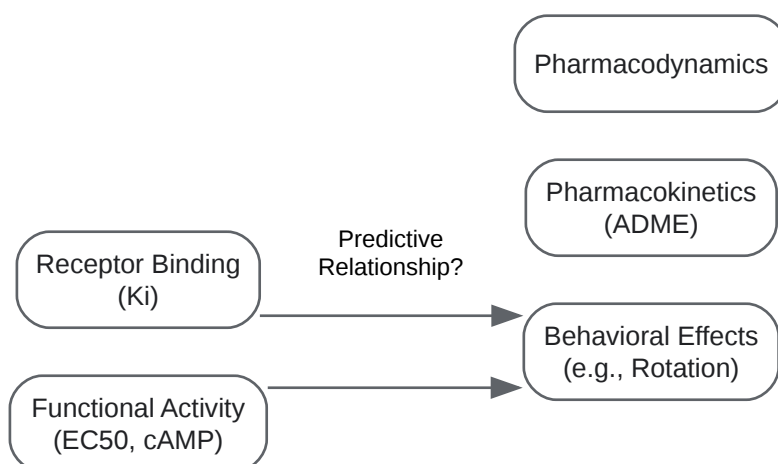 Pharmacodynamics
Pharmacokinetics
(ADME)
Predictive
Relationship?
Receptor Binding
(Ki)
Behavioral Effects
(e.g., Rotation)
Functional Activity
(EC50, cAMP)